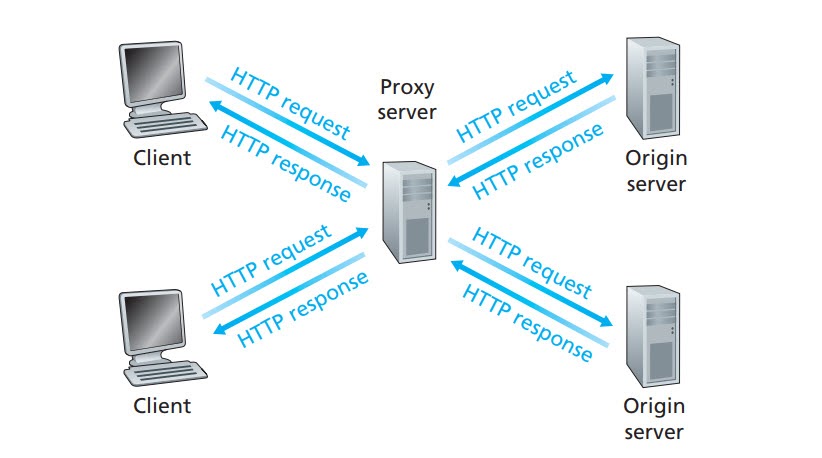 HTTP request
HTTP response
Client
Proxy
server
HTTP request
HTTP response
Origin
server
HTTP request
HTTP response
Client
HTTP request
HTTP response
Origin
server